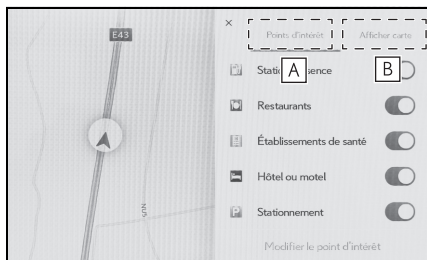 E43
×
Points d'intérêt
Afficher carte
A
B
Restaurants
Établissements de santé
Hôtel ou motel
P
Stationnement
Modifier le point d'intérêt